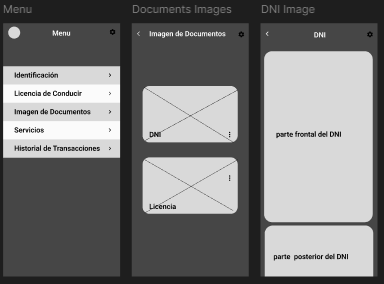 Menu
Documents Images
DNI Image
Menu
Identificación
Licencia de Conducir
Imagen de Documentos
Servicios
Historial de Transacciones
Imagen de Documentos
DNI
Licencia
DNI
parte frontal del DNI
parte posterior del DNI